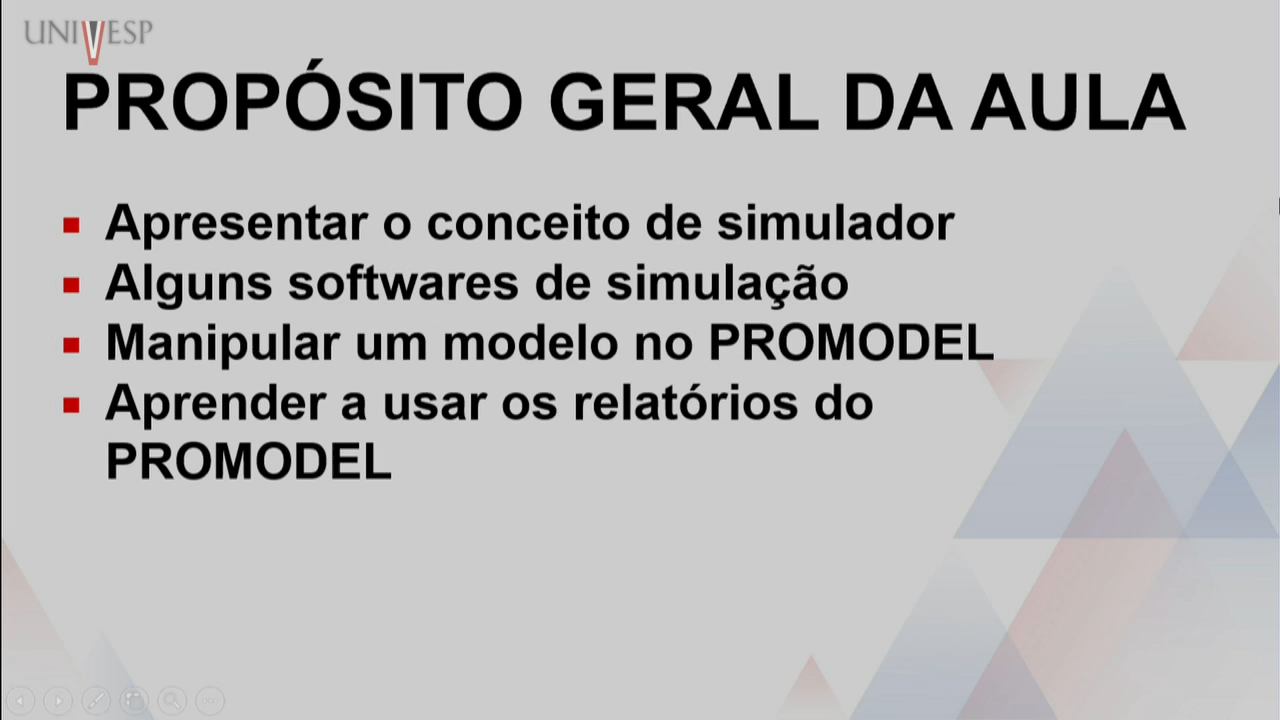 UNIVESP
PROPÓSITO GERAL DA AULA
Apresentar o conceito de simulador
Alguns softwares de simulação
Manipular um modelo no PROMODEL
Aprender a usar os relatórios do
PROMODEL